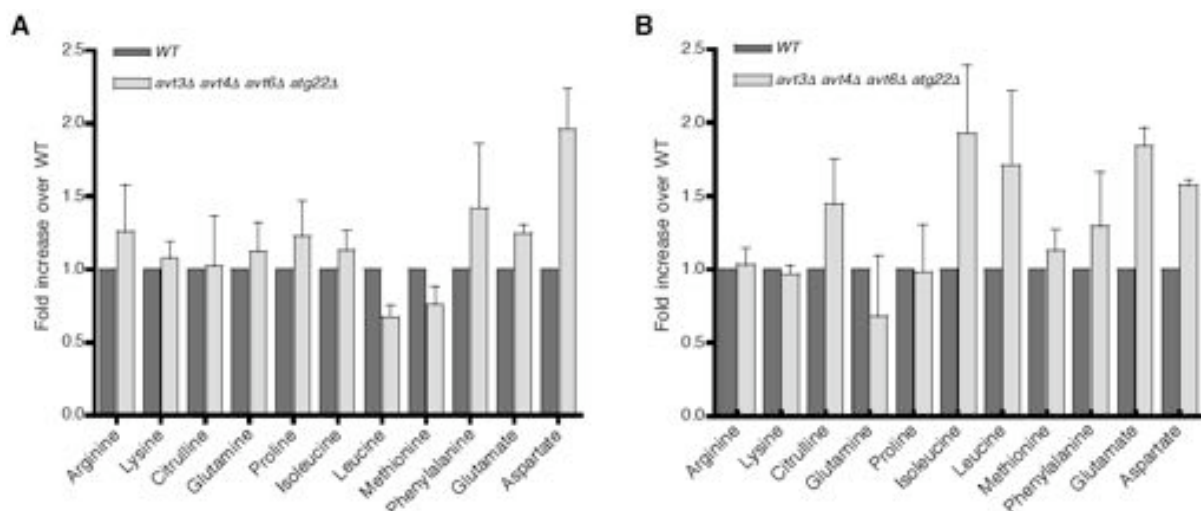 A
WT
avt3Δ avt4Δ avt6Δ atg22Δ
Fold increase over WT
2.5
2.0
1.5
1.0
0.5
0.0
Arginine
Lysine
Citrulline
Glutamine
Proline
Isoleucine
Leucine
Methionine
Phenylalanine
Glutamate
Aspartate
B
WT
avt3Δ avt4Δ avt6Δ atg22Δ
Fold increase over WT
2.5
2.0
1.5
1.0
0.5
0.0
Arginine
Lysine
Citrulline
Glutamine
Proline
Isoleucine
Leucine
Methionine
Phenylalanine
Glutamate
Aspartate